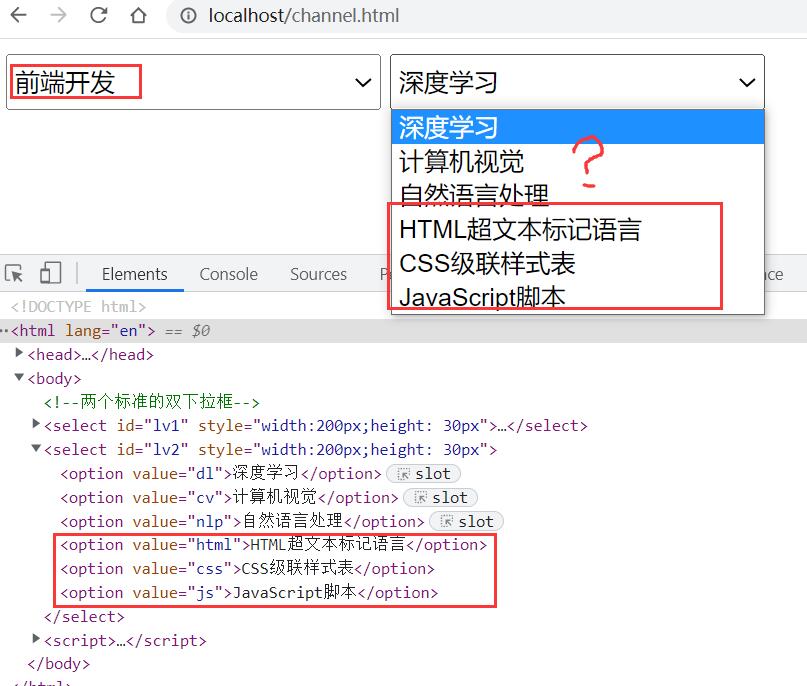 localhost/channel.html
前端开发
深度学习
深度学习
计算机视觉
?
自然语言处理
HTML超文本标记语言
CSS级联样式表
JavaScript脚本
Elements Console Sources
<!DOCTYPE html>
··<html lang="en"> == $0
<head>…</head>
<body>
<!--两个标准的双下拉框-->
<select id="lv1" style="width:200px;height: 30px">…</select>
<select id="lv2" style="width:200px;height: 30px">
<option value="dl">深度学习</option> slot
<option value="cv">计算机视觉</option> slot
<option value="nlp">自然语言处理</option> slot
<option value="html">HTML超文本标记语言</option>
<option value="css">CSS级联样式表</option>
<option value="js">JavaScript脚本</option>
</select>
<script>…</script>
</body>